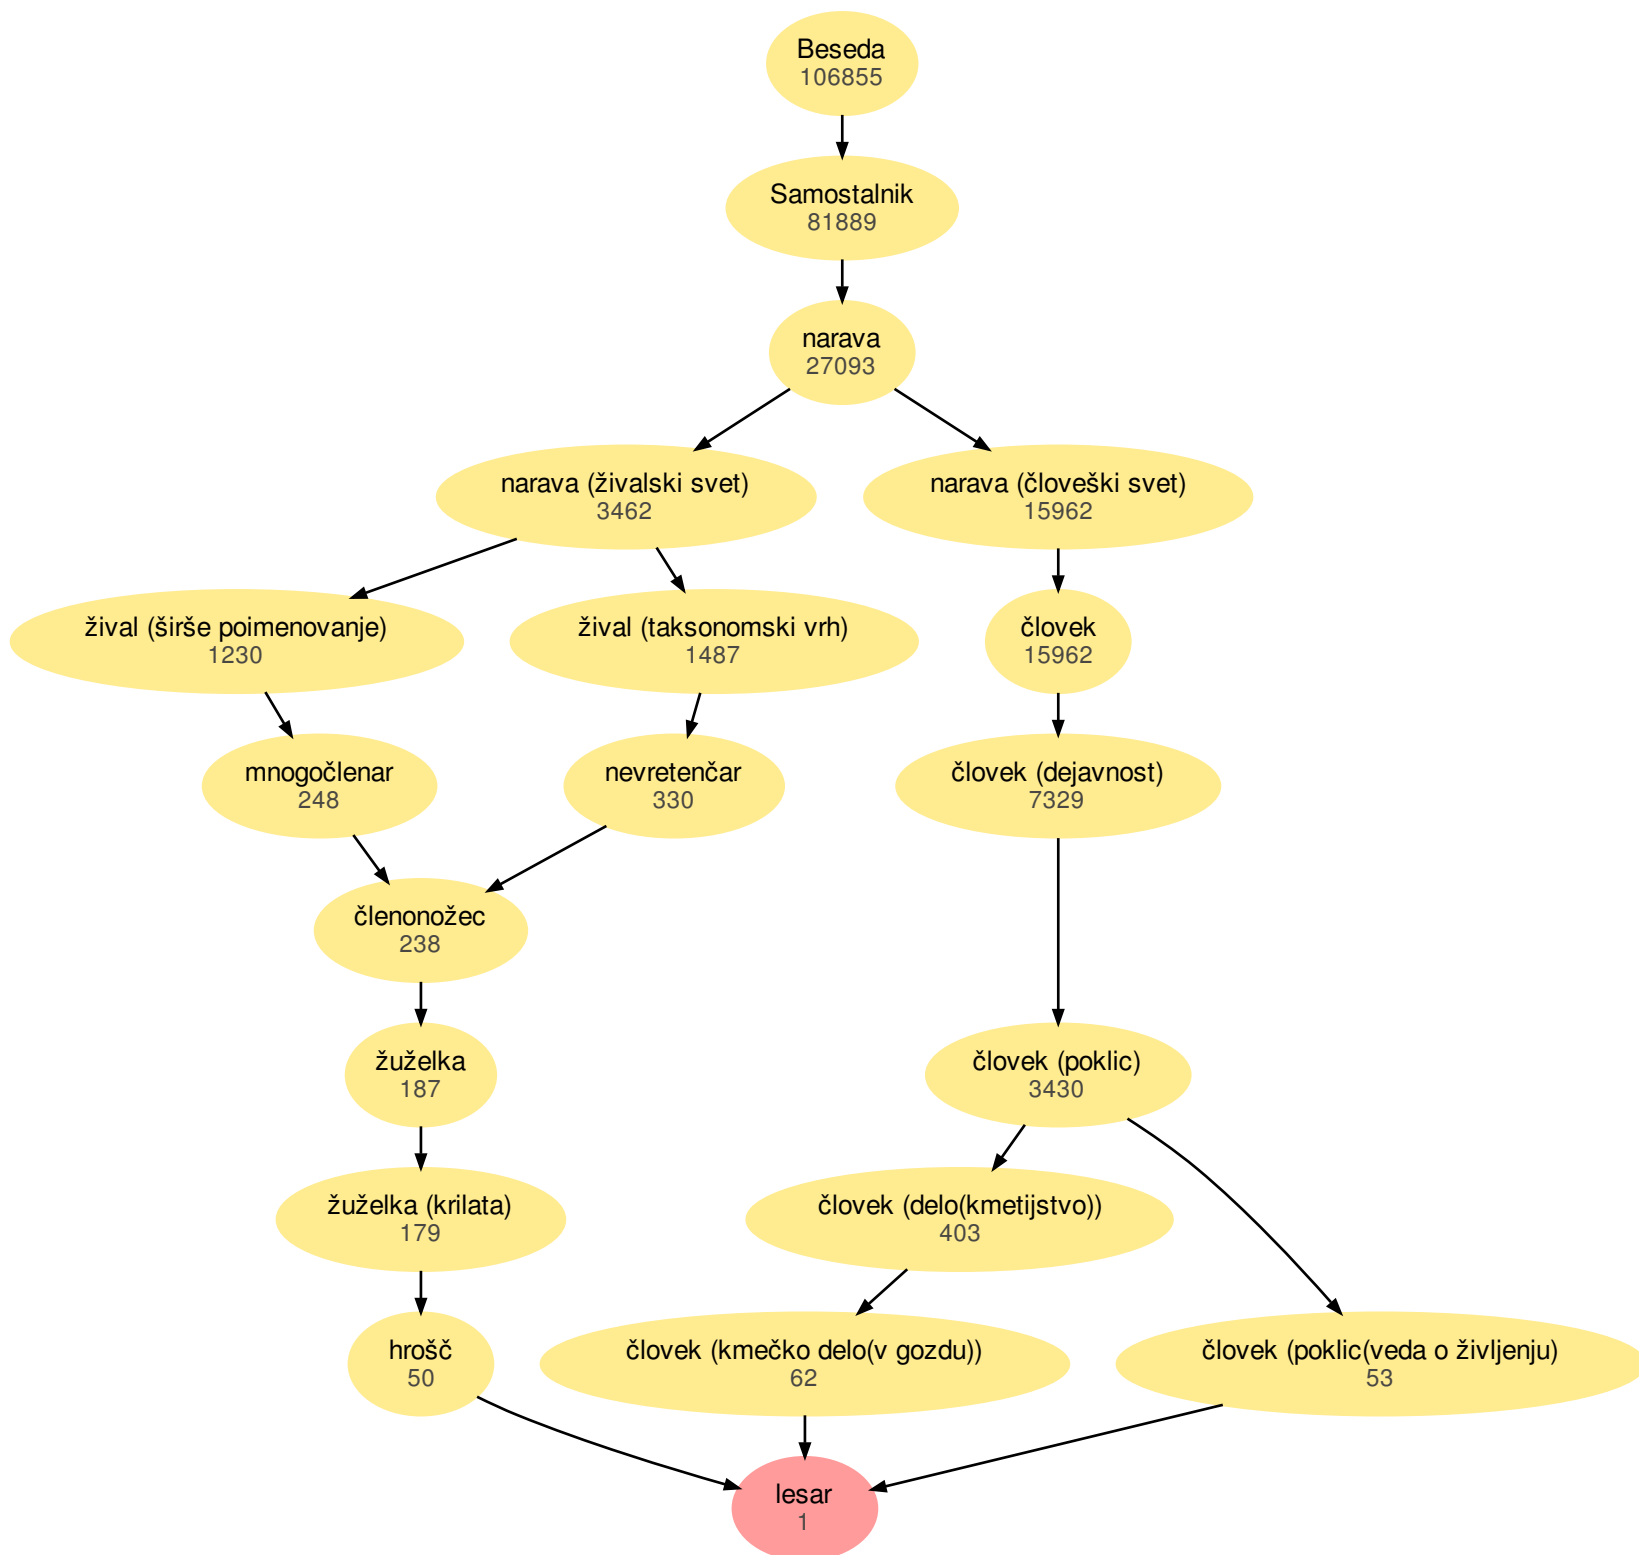 Beseda
106855
Samostalnik
81889
narava
27093
narava (živalski svet)
3462
narava (človeški svet)
15962
žival (širše poimenovanje)
1230
žival (taksonomski vrh)
1487
človek
15962
mnogočlenar
248
nevretenčar
330
človek (dejavnost)
7329
členonožec
238
žuželka
187
človek (poklic)
3430
žuželka (krilata)
179
človek (delo(kmetijstvo))
403
hrošč
50
človek (kmečko delo(v gozdu))
62
človek (poklic(veda o življenju)
53
lesar
1